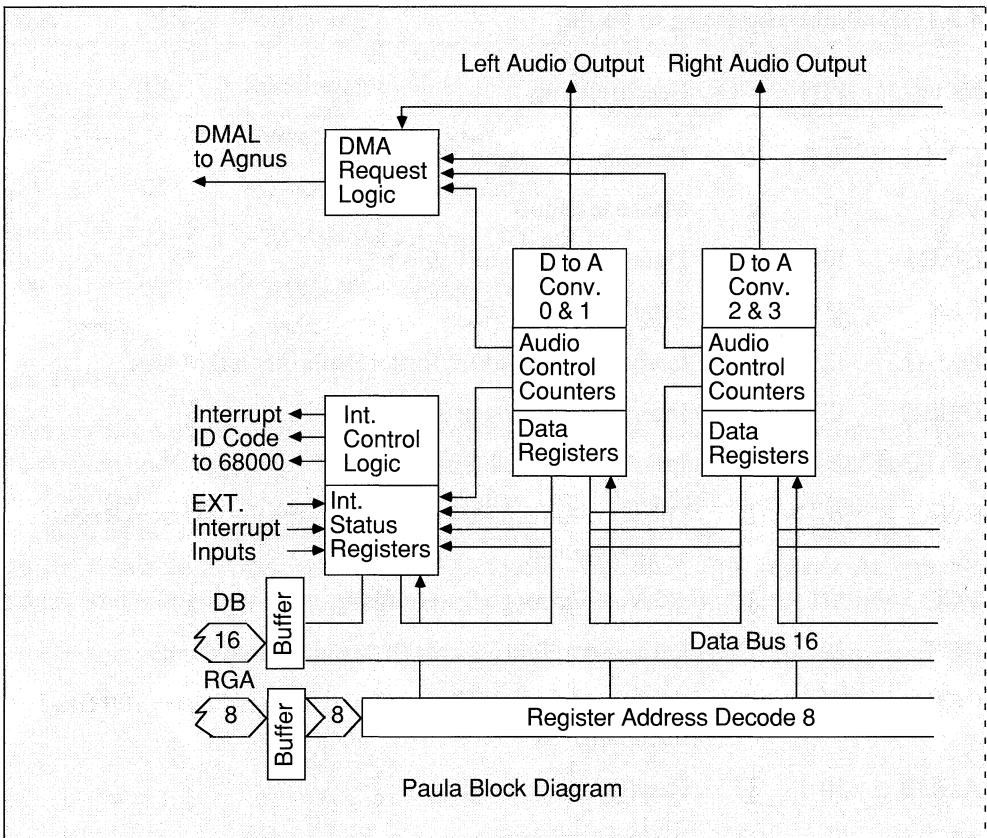 Left Audio Output
Right Audio Output
DMAL
to Agnus
DMA
Request
Logic
D to A
Conv.
0 & 1
D to A
Conv.
2 & 3
Audio
Control
Counters
Audio
Control
Counters
Data
Registers
Data
Registers
Interrupt
ID Code
to 68000
Int.
Control
Logic
EXT.
Interrupt
Inputs
Int.
Status
Registers
DB
16
Buffer
Data Bus 16
RGA
8
Buffer
8
Register Address Decode 8
Paula Block Diagram